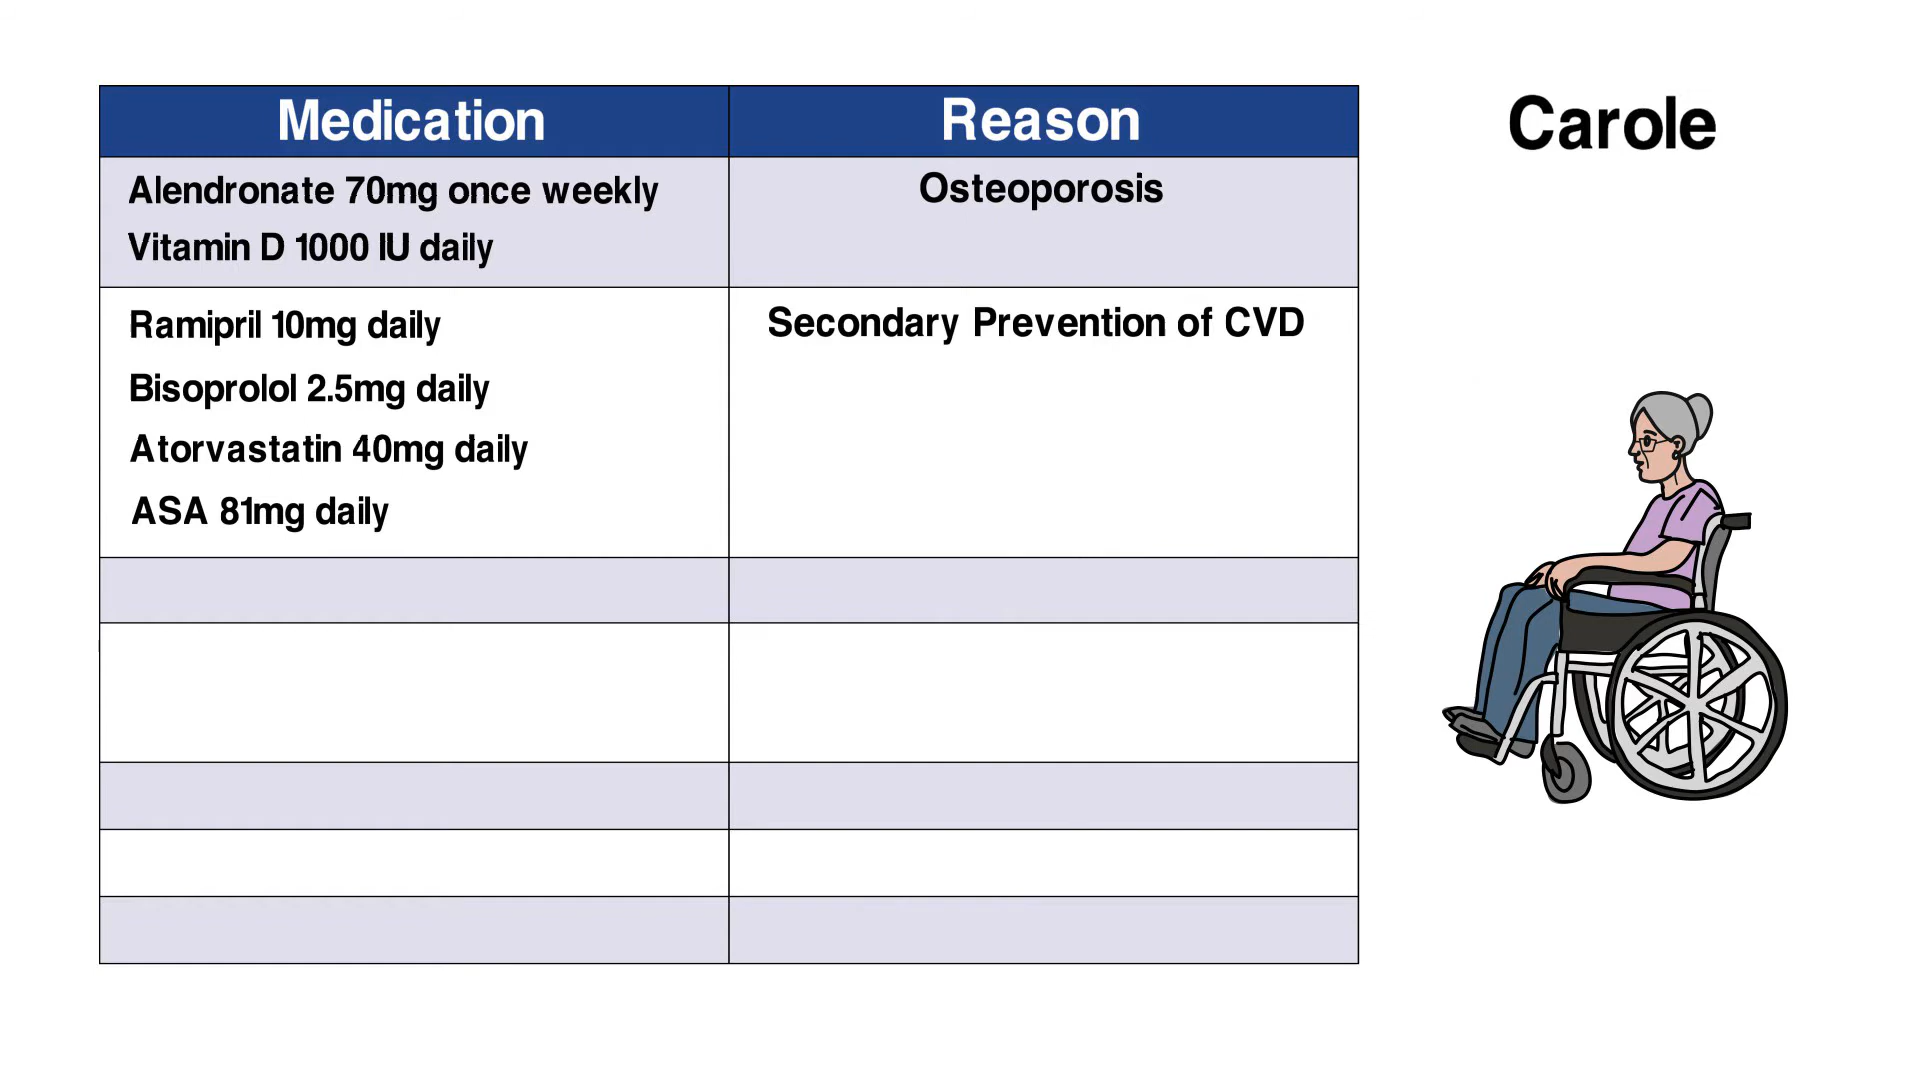 Medication Reason
Carole
Alendronate 70mg once weekly Osteoporosis
Vitamin D 1000 IU daily
Ramipril 10mg daily Secondary Prevention of CVD
Bisoprolol 2.5mg daily
Atorvastatin 40mg daily
ASA 81mg daily